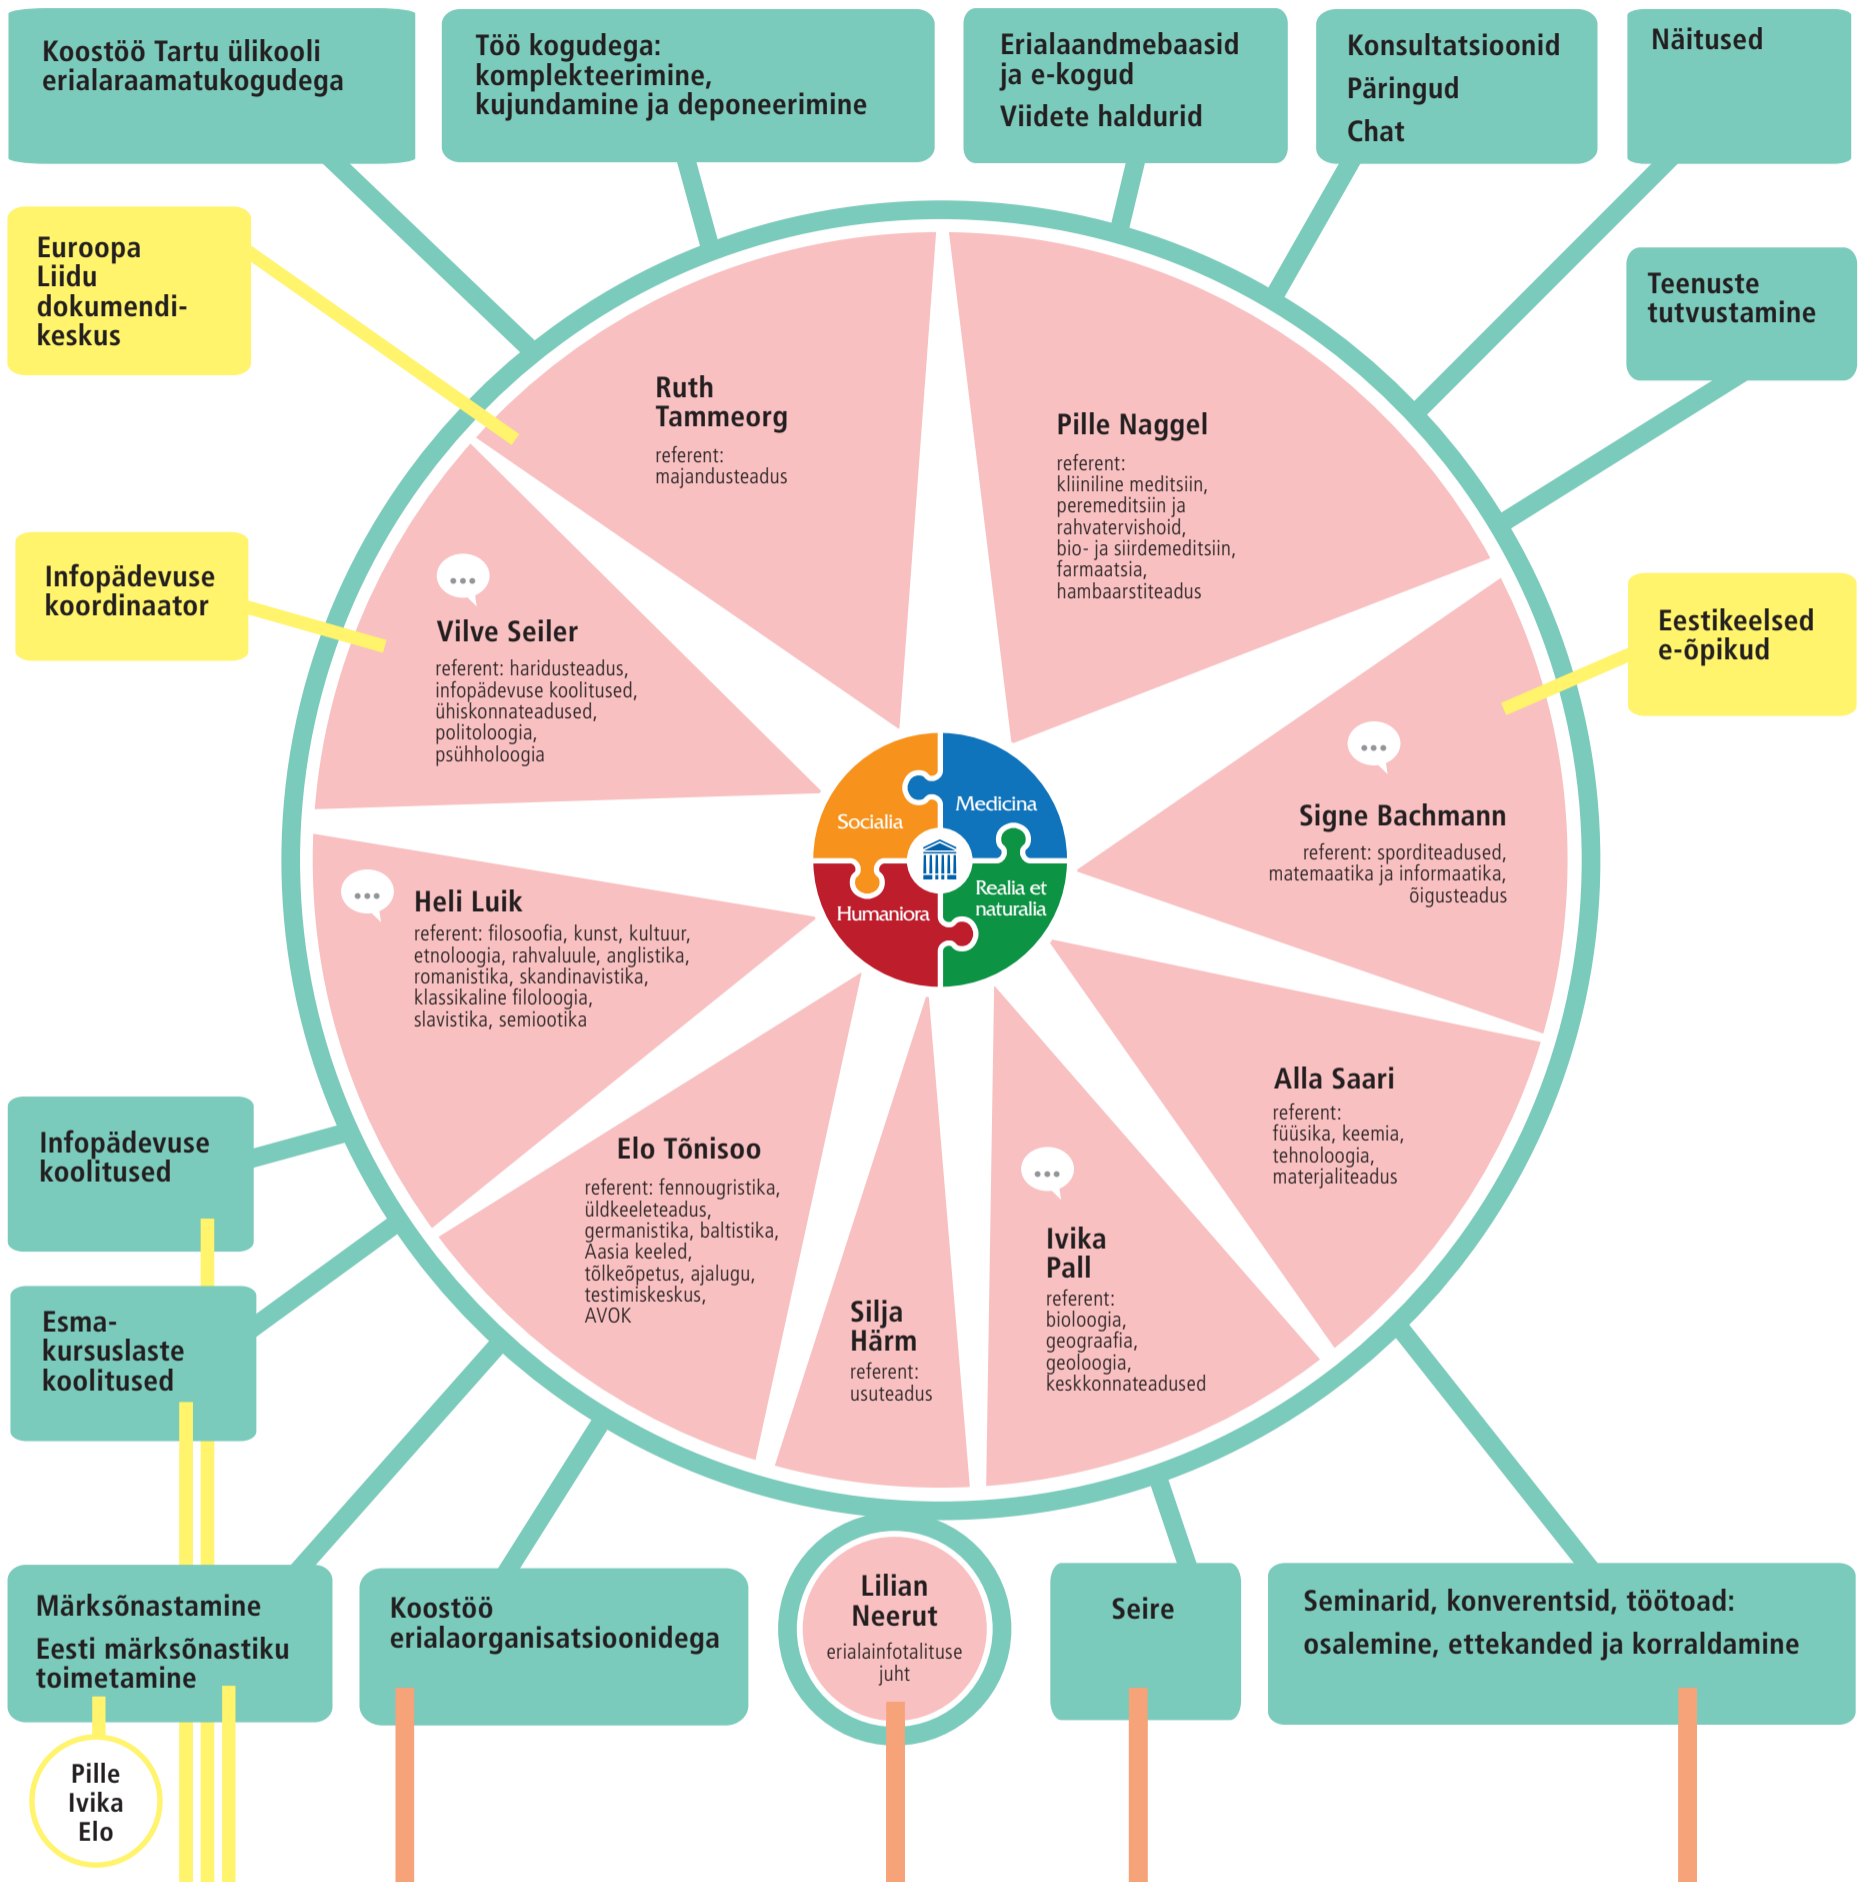 Koostöö Tartu ülikooli
erialaraamatukogudega
Töö kogudega:
komplekteerimine,
kujundamine ja deponeerimine
Erialaandmebaasid
ja e-kogud
Viidete haldurid
Konsultatsioonid
Päringud
Chat
Näitused
Euroopa
Liidu
dokumendi-
keskus
Teenuste
tutvustamine
Ruth
Tammeorg
referent:
majandusteadus
Pille Naggel
referent:
kliiniline meditsiin,
peremeditsiin ja
rahvatervishoid,
bio- ja siirdemeditsiin,
farmaatsia,
hambaarstiteadus
Infopädevuse
koordinaator
Vilve Seiler
referent: haridusteadus,
infopädevuse koolitused,
ühiskonnateadused,
politoloogia,
psühholoogia
Eestikeelsed
e-õpikud
Signe Bachmann
referent: sporditeadused,
matemaatika ja informaatika,
õigusteadus
Socialia
Medicina
Humaniora
Realia et
naturalia
Heli Luik
referent: filosoofia, kunst, kultuur,
etnoloogia, rahvaluule, anglistika,
romanistika, skandinavistika,
klassikaline filoloogia,
slavistika, semiootika
Alla Saari
referent:
füüsika, keemia,
tehnoloogia,
materjaliteadus
Infopädevuse
koolitused
Elo Tõnisoo
referent: fennougristika,
üldkeeleteadus,
germanistika, baltistika,
Aasia keeled,
tõlkeõpetus, ajalugu,
testimiskeskus,
AVOK
Silja
Härm
referent:
usuteadus
Ivika
Pall
referent:
bioloogia,
geograafia,
geoloogia,
keskkonnateadused
Esma-
kursuslaste
koolitused
Märksõnastamine
Eesti märksõnastiku
toimetamine
Koostöö
erialaorganisatsioonidega
Lilian
Neerut
erialainfotalituse
juht
Seire
Seminarid, konverentsid, töötoad:
osalemine, ettekanded ja korraldamine
Pille
Ivika
Elo